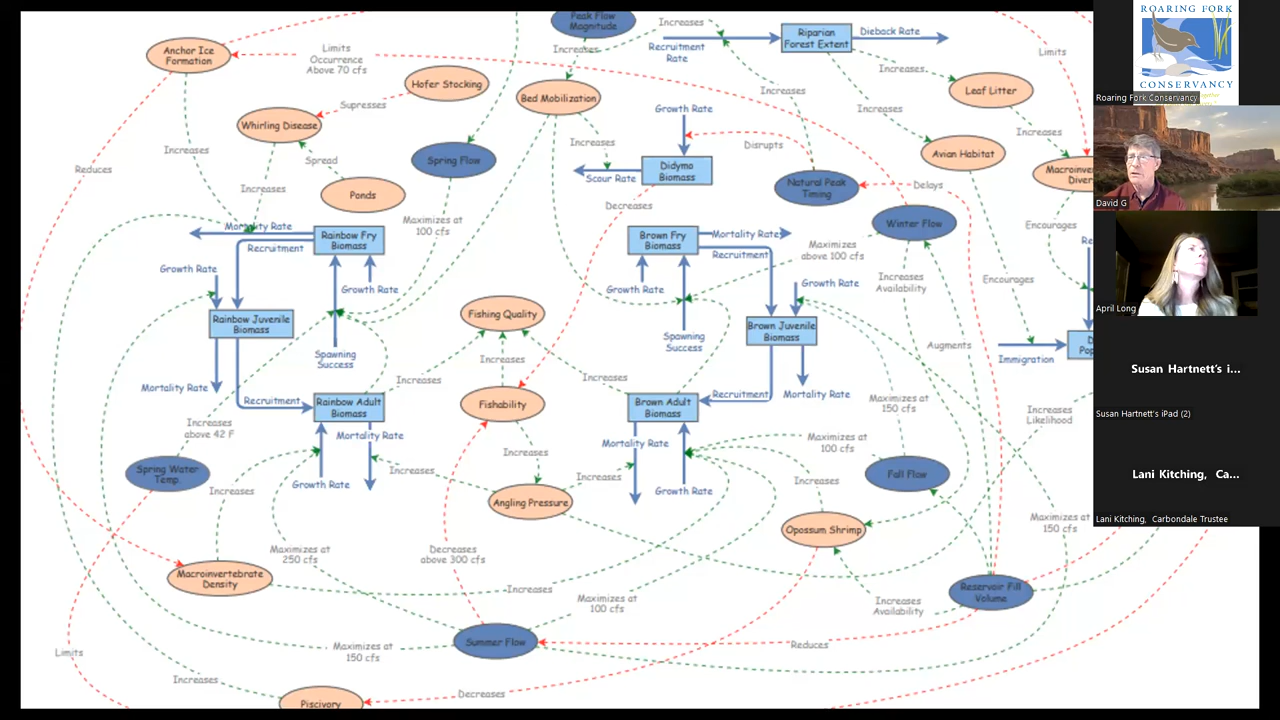 Peak Flow
Magnitude
Increases
Increases
Recruitment
Rate
Riparian
Forest Extent
Dieback Rate
Limits
ROARING FORK
CONSERVANCY
Roaring Fork Conservancy
Anchor Ice
Formation
Limits
Occurrence
Above 70 cfs
Hofer Stocking
Supresses
Bed Mobilization
Increases
Leaf Litter
Increases
Growth Rate
Increases
Whirling Disease
Increases
Increases
Disrupts
Increases
Avian Habitat
Spread
Spring Flow
Didymo
Biomass
Scour Rate
Reduces
Increases
Ponds
Natural Peak
Timing
Delays
Decreases
Maximizes at
100 cfs
Winter Flow
Encourages
David G
Mortality Rate
Rainbow Fry
Biomass
Recruitment
Brown Fry
Biomass
Mortality Rate
Recruitment
Maximizes
above 100 cfs
Growth Rate
Growth Rate
Growth Rate
Growth Rate
Increases
Availability
Encourages
Rainbow Juvenile
Biomass
Fishing Quality
Brown Juvenile
Biomass
April Long
Spawning
Success
Spawning
Success
Augments
Immigration
Increases
Increases
Increases
Mortality Rate
Recruitment
Rainbow Adult
Biomass
Fishability
Brown Adult
Biomass
Recruitment
Mortality Rate
Maximizes at
150 cfs
Increases
Likelihood
Susan Hartnett's i...
Susan Hartnett's iPad (2)
Increases
above 42 F
Mortality Rate
Mortality Rate
Maximizes at
100 cfs
Spring Water
Temp.
Increases
Increases
Increases
Increases
Increases
Fall Flow
Growth Rate
Growth Rate
Angling Pressure
Opossum Shrimp
Maximizes at
150 cfs
Lani Kitching, Ca...
Lani Kitching, Carbondale Trustee
Maximizes at
250 cfs
Decreases
above 300 cfs
Macroinvertebrate
Density
Increases
Maximizes at
100 cfs
Increases
Availability
Reservoir Fill
Volume
Summer Flow
Reduces
Limits
Maximizes at
150 cfs
Increases
Decreases
Piscivory